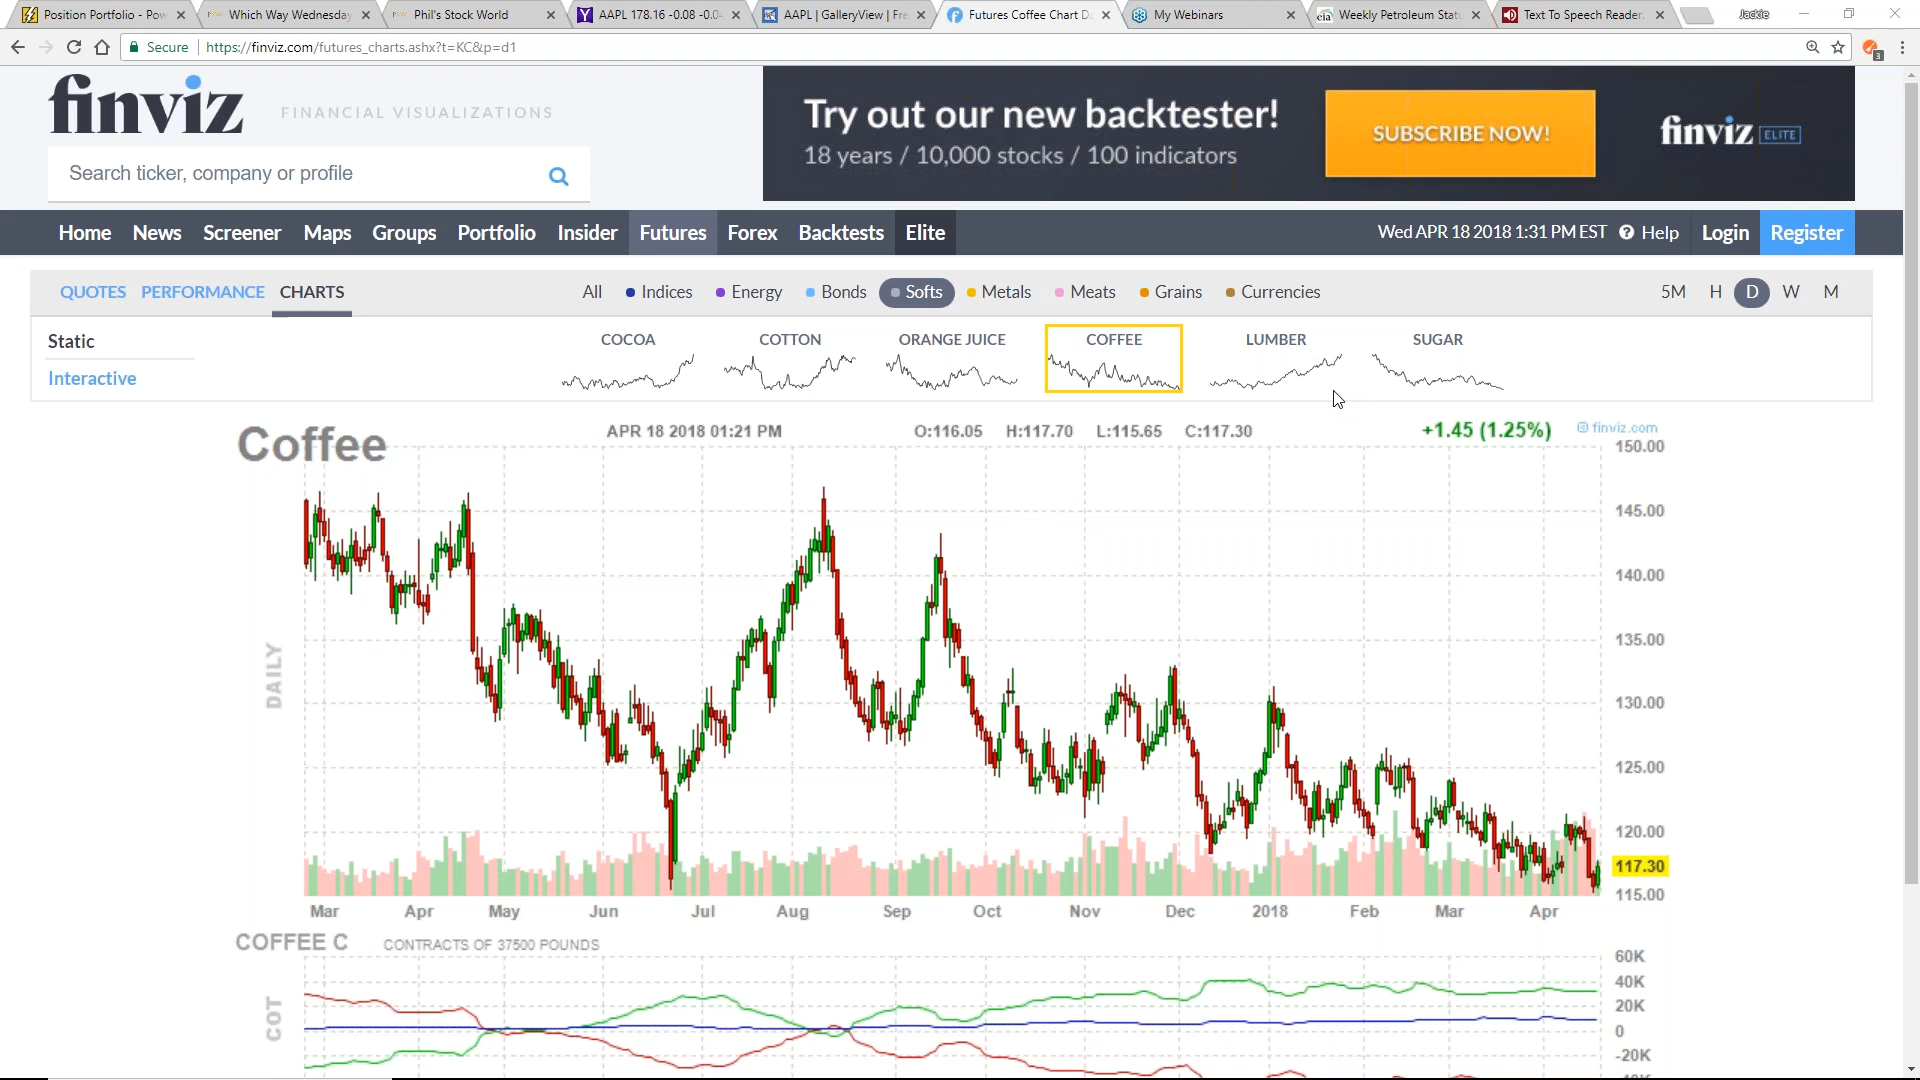 Position Portfolio - Pow
Which Way Wednesday
Phil's Stock World
AAPL 178.16 -0.08 -0.0
AAPL | GalleryView | Fre
Futures Coffee Chart D
My Webinars
Weekly Petroleum Stat
Text To Speech Reader
Jackie
Secure
https://finviz.com/futures_charts.ashx?t=KC&p=d1
3
finviz
FINANCIAL VISUALIZATIONS
Search ticker, company or profile
Try out our new backtester!
18 years / 10,000 stocks / 100 indicators
SUBSCRIBE NOW!
finviz ELITE
Home News Screener Maps Groups Portfolio Insider Futures Forex Backtests Elite
Wed APR 18 2018 1:31 PM EST ? Help Login Register
QUOTES PERFORMANCE CHARTS
All Indices Energy Bonds Softs Metals Meats Grains Currencies
5M H D W M
Static
Interactive
COCOA COTTON ORANGE JUICE COFFEE LUMBER SUGAR
Coffee
APR 18 2018 01:21 PM O:116.05 H:117.70 L:115.65 C:117.30
+1.45 (1.25%)
© finviz.com
150.00
145.00
140.00
135.00
130.00
125.00
120.00
117.30
115.00
DAILY
Mar Apr May Jun Jul Aug Sep Oct Nov Dec 2018 Feb Mar Apr
COFFEE C CONTRACTS OF 37500 POUNDS
60K
40K
20K
0
-20K
COT